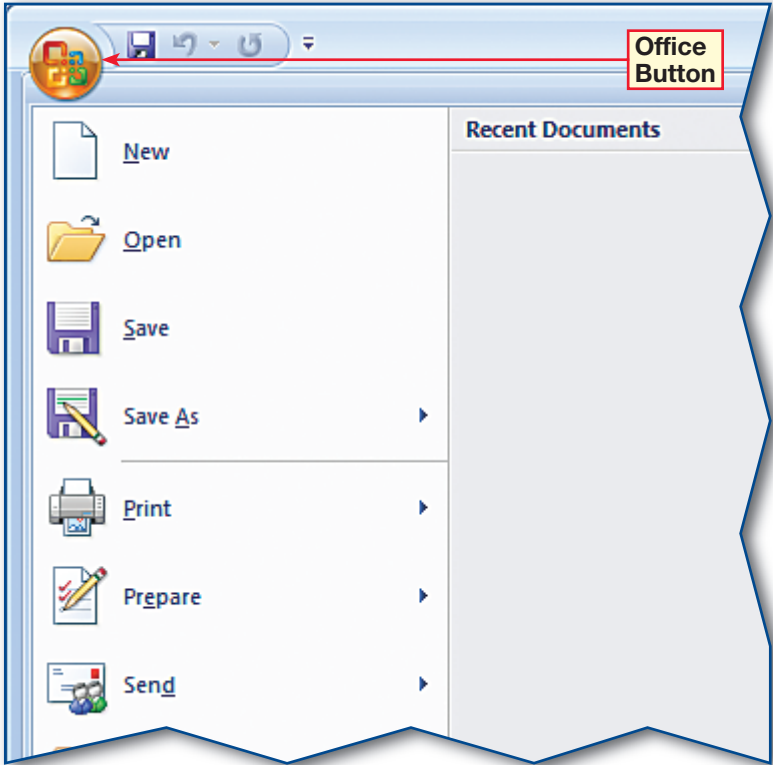 Office
Button
Recent Documents
New
Open
Save
Save As
Print
Prepare
Send